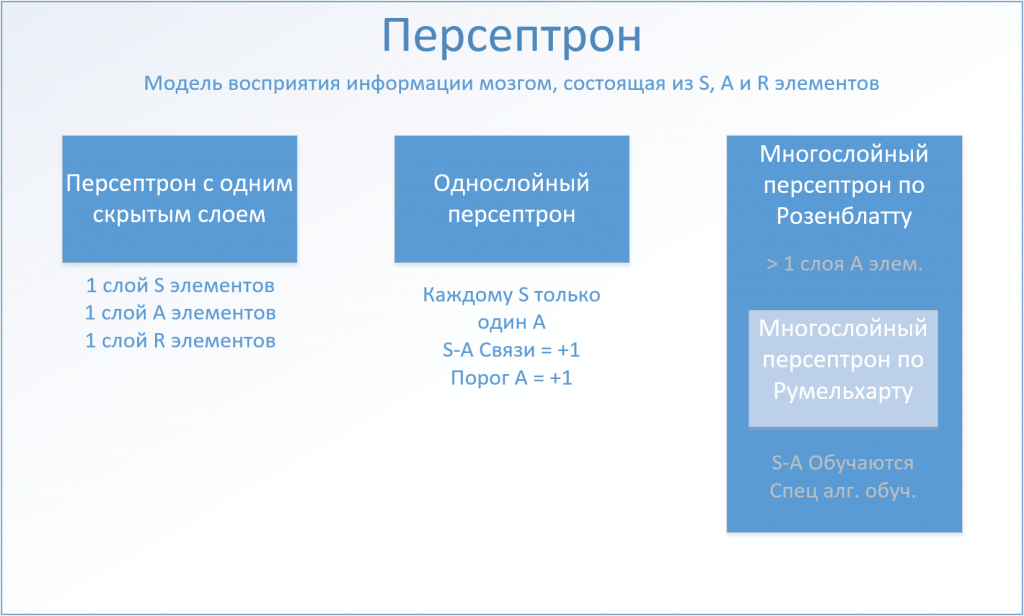 Персептрон
Модель восприятия информации мозгом, состоящая из S, A и R элементов
Персептрон с одним
скрытым слоем
1 слой S элементов
1 слой A элементов
1 слой R элементов
Однослойный
персептрон
Каждому S только
один A
S-A Связи = +1
Порог A = +1
Многослойный
персептрон по
Розенблатту
> 1 слоя A элем.
Многослойный
персептрон по
Румельхарту
S-A Обучаются
Спец алг. обуч.